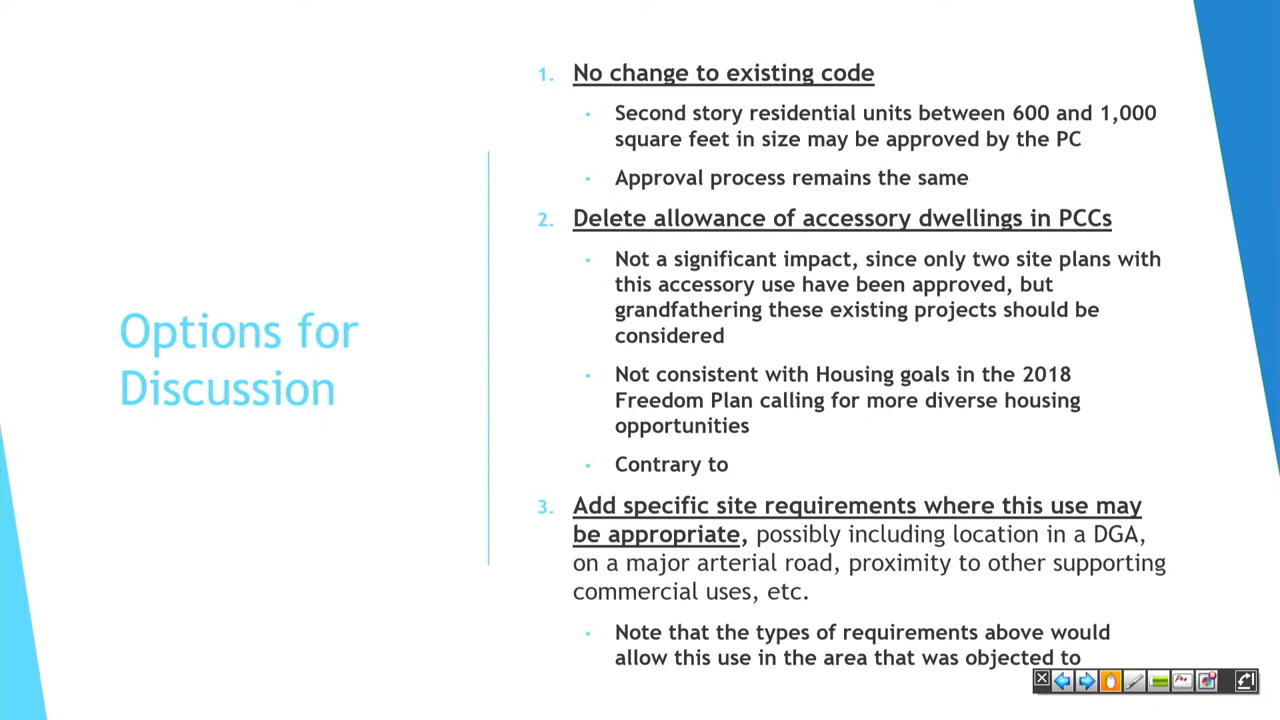 Options for
Discussion
1. No change to existing code
• Second story residential units between 600 and 1,000
square feet in size may be approved by the PC
• Approval process remains the same
2. Delete allowance of accessory dwellings in PCCs
• Not a significant impact, since only two site plans with
this accessory use have been approved, but
grandfathering these existing projects should be
considered
• Not consistent with Housing goals in the 2018
Freedom Plan calling for more diverse housing
opportunities
• Contrary to
3. Add specific site requirements where this use may
be appropriate, possibly including location in a DGA,
on a major arterial road, proximity to other supporting
commercial uses, etc.
• Note that the types of requirements above would
allow this use in the area that was objected to